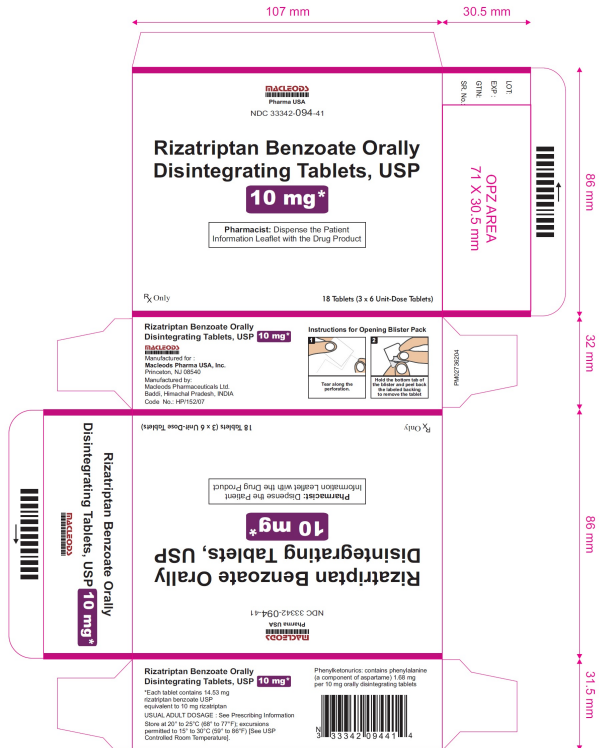 107 mm
30.5 mm
MACLEODS
Pharma USA
NDC 33342-094-41
Rizatriptan Benzoate Orally
Disintegrating Tablets, USP
10 mg*
Pharmacist: Dispense the Patient
Information Leaflet with the Drug Product
Rx Only
18 Tablets (3 x 6 Unit-Dose Tablets)
LOT:
EXP :
GTIN:
SR. No.:
OPZ AREA
71 X 30.5 mm
86 mm
Rizatriptan Benzoate Orally
Disintegrating Tablets, USP 10 mg*
MACLEODS
Manufactured for :
Macleods Pharma USA, Inc.
Princeton, NJ 08540
Manufactured by:
Macleods Pharmaceuticals Ltd.
Baddi, Himachal Pradesh, INDIA
Code No.: HP/152/07
Instructions for Opening Blister Pack
1
Tear along the
perforation.
2
Hold the bottom tab of
the blister and peel back
the labeled backing
to remove the tablet
PM02736204
32 mm
MACLEODS
Pharma USA
NDC 33342-094-41
Rizatriptan Benzoate Orally
Disintegrating Tablets, USP
10 mg*
Pharmacist: Dispense the Patient
Information Leaflet with the Drug Product
Rx Only
18 Tablets (3 x 6 Unit-Dose Tablets)
Rizatriptan Benzoate Orally
Disintegrating Tablets, USP 10 mg*
MACLEODS
86 mm
Rizatriptan Benzoate Orally
Disintegrating Tablets, USP 10 mg*
*Each tablet contains 14.53 mg
rizatriptan benzoate USP
equivalent to 10 mg rizatriptan
USUAL ADULT DOSAGE : See Prescribing Information
Store at 20° to 25°C (68° to 77°F); excursions
permitted to 15° to 30°C (59° to 86°F) [See USP
Controlled Room Temperature].
Phenylketonurics: contains phenylalanine
(a component of aspartame) 1.68 mg
per 10 mg orally disintegrating tablets
N
3 33342 09441 4
31.5 mm